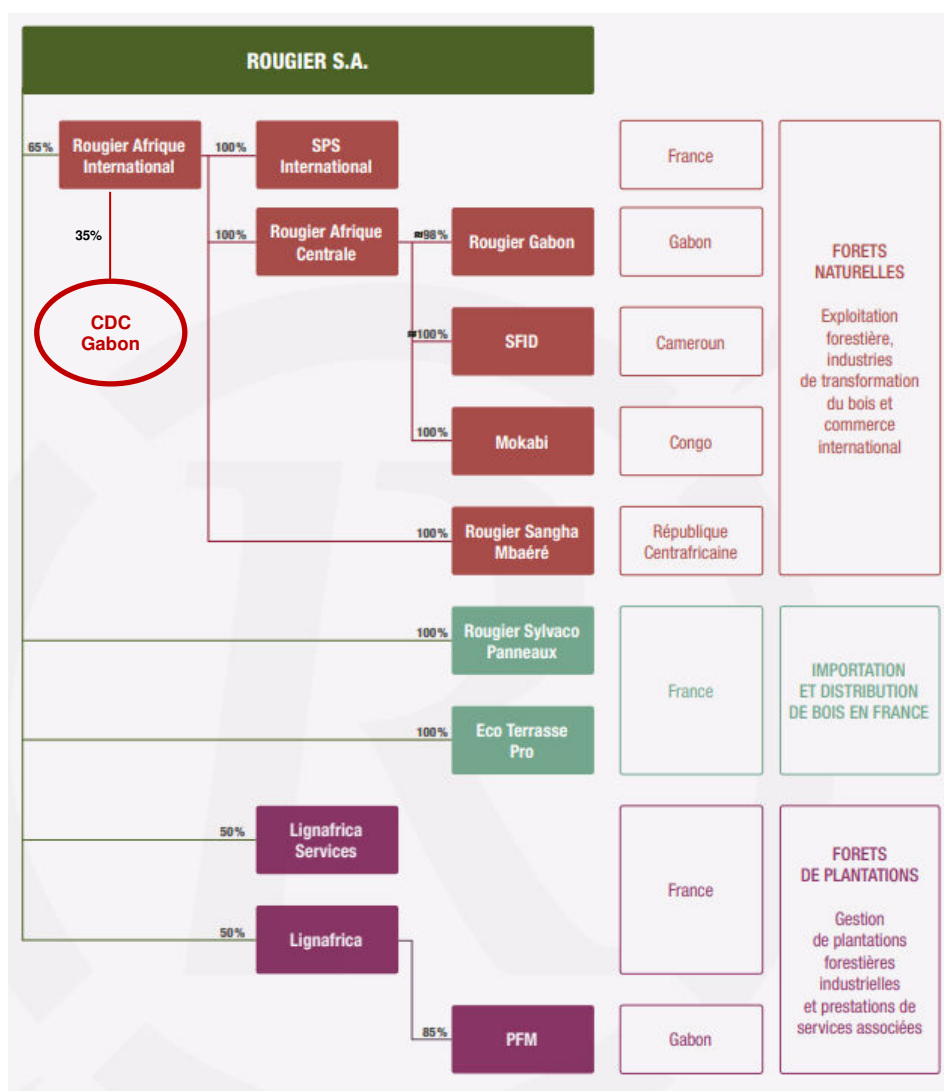 ROUGIER S.A.
65%
Rougier Afrique
International
100%
SPS
International
France
35%
CDC
Gabon
100%
Rougier Afrique
Centrale
≈98%
Rougier Gabon
Gabon
≈100%
SFID
Cameroun
100%
Mokabi
Congo
100%
Rougier Sangha
Mbaéré
République
Centrafricaine
FORETS
NATURELLES
Exploitation
forestière,
industries
de transformation
du bois et
commerce
international
100%
Rougier Sylvaco
Panneaux
100%
Eco Terrasse
Pro
France
IMPORTATION
ET DISTRIBUTION
DE BOIS EN FRANCE
50%
Lignafrica
Services
50%
Lignafrica
France
85%
PFM
Gabon
FORETS
DE PLANTATIONS
Gestion
de plantations
forestières
industrielles
et prestations de
services associées